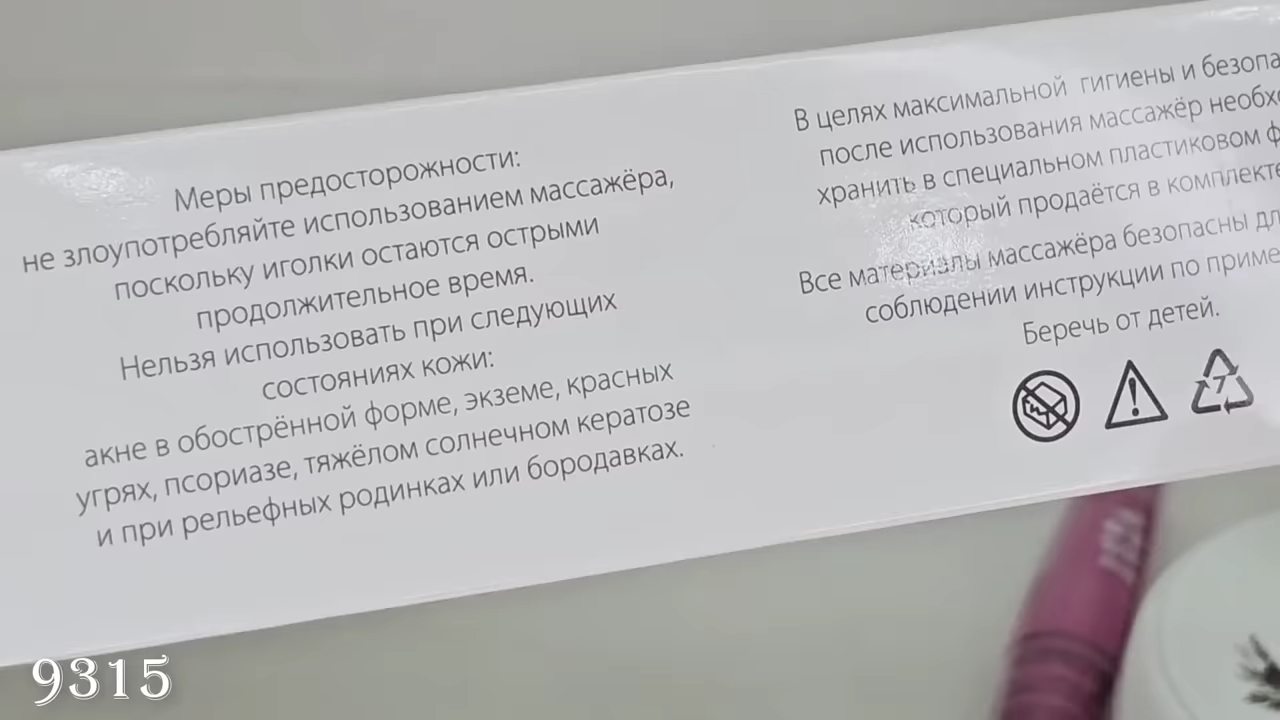 Меры предосторожности:
не злоупотребляйте использованием массажёра,
поскольку иголки остаются острыми
продолжительное время.
Нельзя использовать при следующих
состояниях кожи:
акне в обострённой форме, экземе, красных
угрях, псориазе, тяжёлом солнечном кератозе
и при рельефных родинках или бородавках.
В целях максимальной гигиены и
после использования массажёр
хранить в специальном пластиковом
который продаётся в
Все материалы массажёра безопасны
соблюдении инструкции по
Беречь от детей.
7
9315